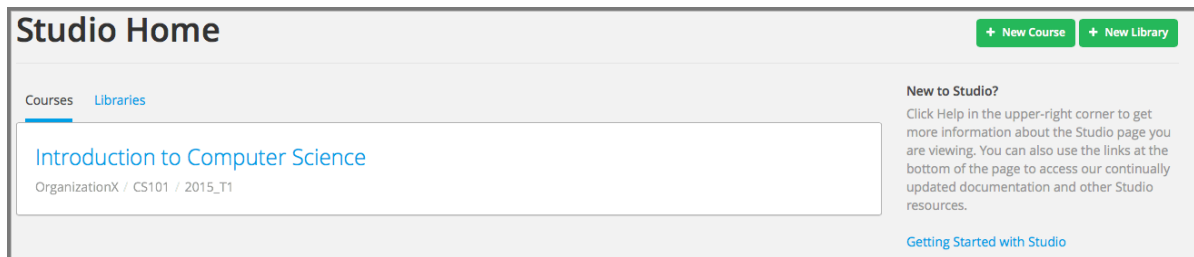 Studio Home
+ New Course
+ New Library
Courses
Libraries
Introduction to Computer Science
OrganizationX / CS101 / 2015_T1
New to Studio?
Click Help in the upper-right corner to get
more information about the Studio page you
are viewing. You can also use the links at the
bottom of the page to access our continually
updated documentation and other Studio
resources.
Getting Started with Studio